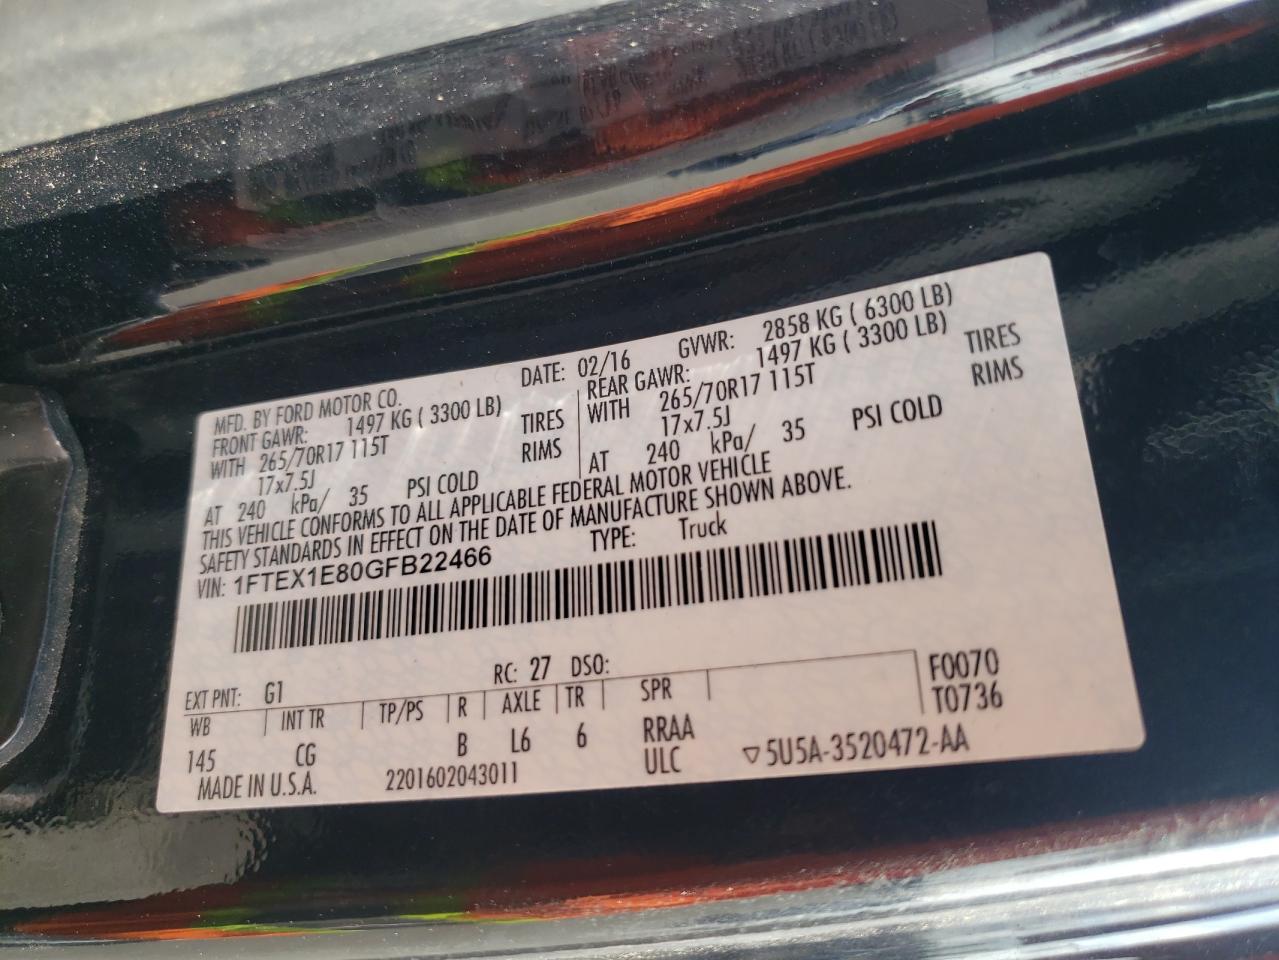 MFD. BY FORD MOTOR CO.
DATE: 02/16 GVWR: 2858 KG ( 6300 LB)
FRONT GAWR: 1497 KG ( 3300 LB)
WITH 265/70R17 115T TIRES
17x7.5J RIMS
AT 240 kPa/ 35 PSI COLD
REAR GAWR: 1497 KG ( 3300 LB)
WITH 265/70R17 115T TIRES
17x7.5J RIMS
AT 240 kPa/ 35 PSI COLD
THIS VEHICLE CONFORMS TO ALL APPLICABLE FEDERAL MOTOR VEHICLE
SAFETY STANDARDS IN EFFECT ON THE DATE OF MANUFACTURE SHOWN ABOVE.
VIN: 1FTEX1E80GFB22466 TYPE: Truck
EXT PNT: G1 RC: 27 DSO: F0070
WB INT TR TP/PS R AXLE TR SPR T0736
145 CG B L6 6 RRAA
ULC
MADE IN U.S.A. 2201602043011 5U5A-3520472-AA